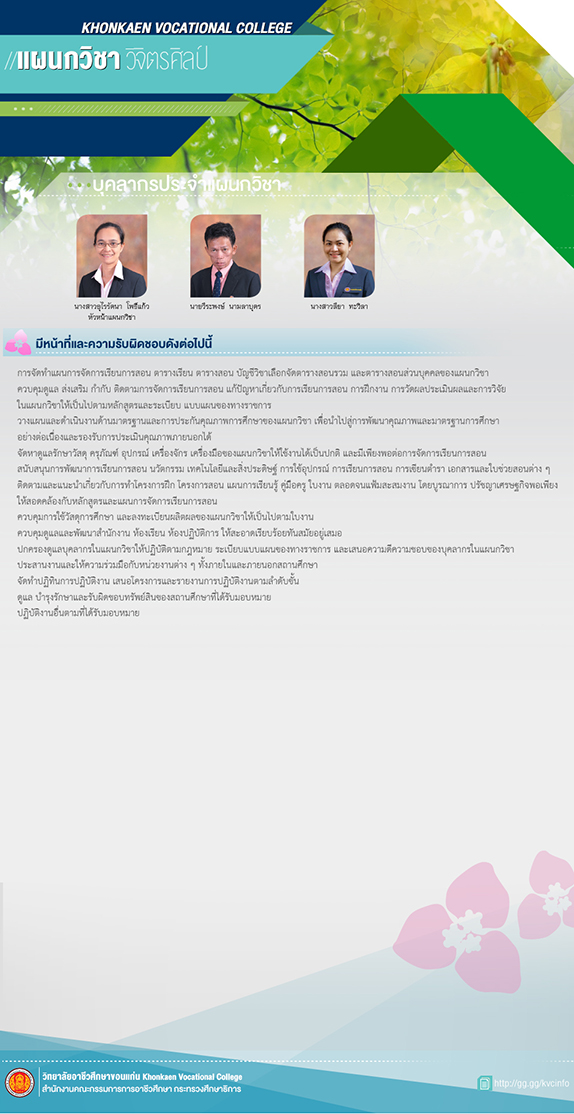 KHONKAEN VOCATIONAL COLLEGE
//แผนกวิชา วิจิตรศิลป์
บุคลากรประจำแผนกวิชา
นางสาวอุไรรัตนา โพธิ์แก้ว
หัวหน้าแผนกวิชา
นายวีระพงษ์ นามลาบุตร
นางสาวลียา ทะวิลา
มีหน้าที่และความรับผิดชอบดังต่อไปนี้
การจัดทำแผนการจัดการเรียนการสอน ตารางเรียน ตารางสอน บัญชีวิชาเลือกจัดตารางสอนรวม และตารางสอนส่วนบุคคลของแผนกวิชา
ควบคุมดูแล ส่งเสริม กำกับ ติดตามการจัดการเรียนการสอน แก้ปัญหาเกี่ยวกับการเรียนการสอน การฝึกงาน การวัดผลประเมินผลและการวิจัย
ในแผนกวิชาให้เป็นไปตามหลักสูตรและระเบียบ แบบแผนของทางราชการ
วางแผนและดำเนินงานด้านมาตรฐานและการประกันคุณภาพการศึกษาของแผนกวิชา เพื่อนำไปสู่การพัฒนาคุณภาพและมาตรฐานการศึกษา
อย่างต่อเนื่องและรองรับการประเมินคุณภาพภายนอกได้
จัดหาดูแลรักษาวัสดุ ครุภัณฑ์ อุปกรณ์ เครื่องจักร เครื่องมือของแผนกวิชาให้ใช้งานได้เป็นปกติ และมีเพียงพอต่อการจัดการเรียนการสอน
สนับสนุนการพัฒนาการเรียนการสอน นวัตกรรม เทคโนโลยีและสิ่งประดิษฐ์ การใช้อุปกรณ์ การเรียนการสอน การเขียนตำรา เอกสารและใบช่วยสอนต่าง ๆ
ติดตามและแนะนำเกี่ยวกับการทำโครงการฝึก โครงการสอน แผนการเรียนรู้ คู่มือครู ใบงาน ตลอดจนแฟ้มสะสมงาน โดยบูรณาการ ปรัชญาเศรษฐกิจพอเพียง
ให้สอดคล้องกับหลักสูตรและแผนการจัดการเรียนการสอน
ควบคุมการใช้วัสดุการศึกษา และลงทะเบียนผลิตผลของแผนกวิชาให้เป็นไปตามใบงาน
ควบคุมดูแลและพัฒนาสำนักงาน ห้องเรียน ห้องปฏิบัติการ ให้สะอาดเรียบร้อยทันสมัยอยู่เสมอ
ปกครองดูแลบุคลากรในแผนกวิชาให้ปฏิบัติตามกฎหมาย ระเบียบแบบแผนของทางราชการ และเสนอความดีความชอบของบุคลากรในแผนกวิชา
ประสานงานและให้ความร่วมมือกับหน่วยงานต่าง ๆ ทั้งภายในและภายนอกสถานศึกษา
จัดทำปฏิทินการปฏิบัติงาน เสนอโครงการและรายงานการปฏิบัติงานตามลำดับขั้น
ดูแล บำรุงรักษาและรับผิดชอบทรัพย์สินของสถานศึกษาที่ได้รับมอบหมาย
ปฏิบัติงานอื่นตามที่ได้รับมอบหมาย
วิทยาลัยอาชีวศึกษาขอนแก่น Khonkaen Vocational College
สำนักงานคณะกรรมการการอาชีวศึกษา กระทรวงศึกษาธิการ
http://gg.gg/kvcinfo